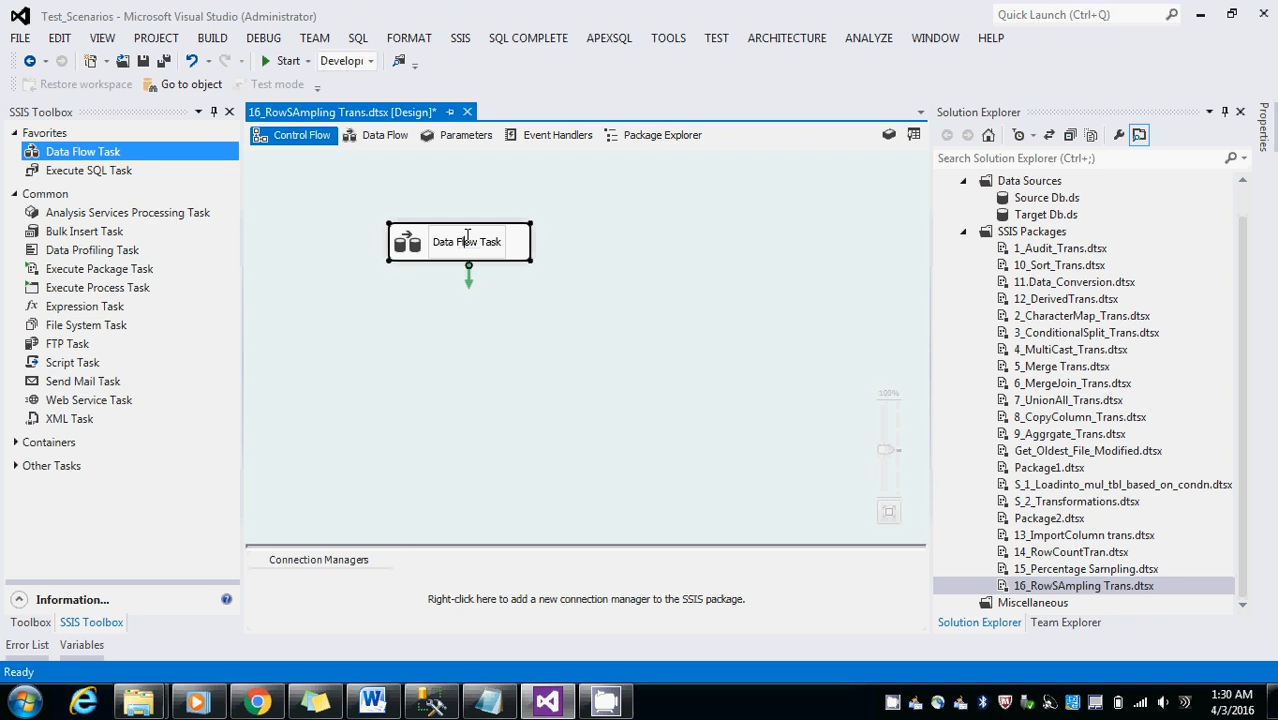 Test_Scenarios - Microsoft Visual Studio (Administrator)
Quick Launch (Ctrl+Q)
FILE EDIT VIEW PROJECT BUILD DEBUG TEAM SQL FORMAT SSIS SQL COMPLETE APEXSQL TOOLS TEST ARCHITECTURE ANALYZE WINDOW HELP
Start Developi
Restore workspace Go to object Test mode
SSIS Toolbox
Favorites
Data Flow Task
Execute SQL Task
Common
Analysis Services Processing Task
Bulk Insert Task
Data Profiling Task
Execute Package Task
Execute Process Task
fx Expression Task
File System Task
FTP Task
Script Task
Send Mail Task
Web Service Task
XML Task
Containers
Other Tasks
Information...
Toolbox SSIS Toolbox
Error List Variables
Ready
16_RowSAmpling Trans.dtsx [Design]*
Control Flow Data Flow Parameters Event Handlers Package Explorer
Data Flow Task
100%
Connection Managers
Right-click here to add a new connection manager to the SSIS package.
Solution Explorer
Search Solution Explorer (Ctrl+;)
Data Sources
Source Db.ds
Target Db.ds
SSIS Packages
1_Audit_Trans.dtsx
10_Sort_Trans.dtsx
11.Data_Conversion.dtsx
12_DerivedTrans.dtsx
2_CharacterMap_Trans.dtsx
3_ConditionalSplit_Trans.dtsx
4_MultiCast_Trans.dtsx
5_Merge Trans.dtsx
6_MergeJoin_Trans.dtsx
7_UnionAll_Trans.dtsx
8_CopyColumn_Trans.dtsx
9_Aggrgate_Trans.dtsx
Get_Oldest_File_Modified.dtsx
Package1.dtsx
S_1_Loadinto_mul_tbl_based_on_condn.dtsx
S_2_Transformations.dtsx
Package2.dtsx
13_ImportColumn trans.dtsx
14_RowCountTran.dtsx
15_Percentage Sampling.dtsx
16_RowSAmpling Trans.dtsx
Miscellaneous
Solution Explorer Team Explorer
Properties
1:30 AM
4/3/2016